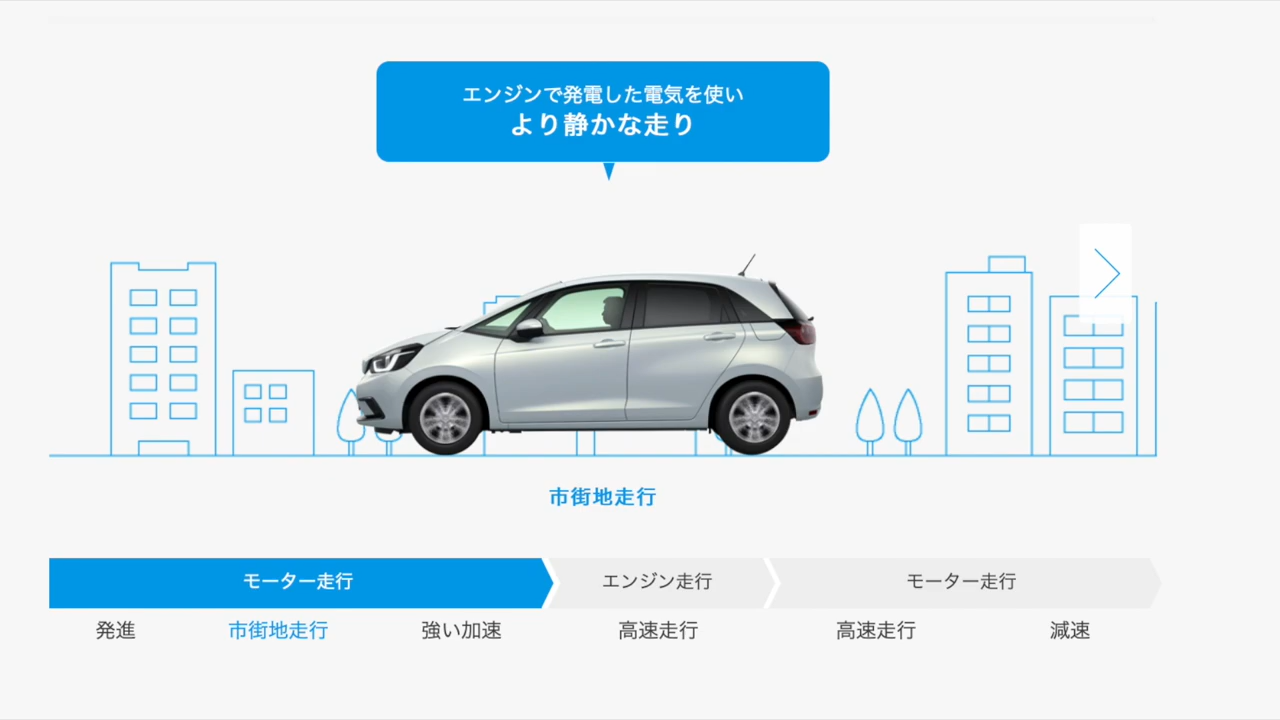 エンジンで発電した電気を使い
より静かな走り
市街地走行
モーター走行
エンジン走行
モーター走行
発進
市街地走行
強い加速
高速走行
高速走行
減速